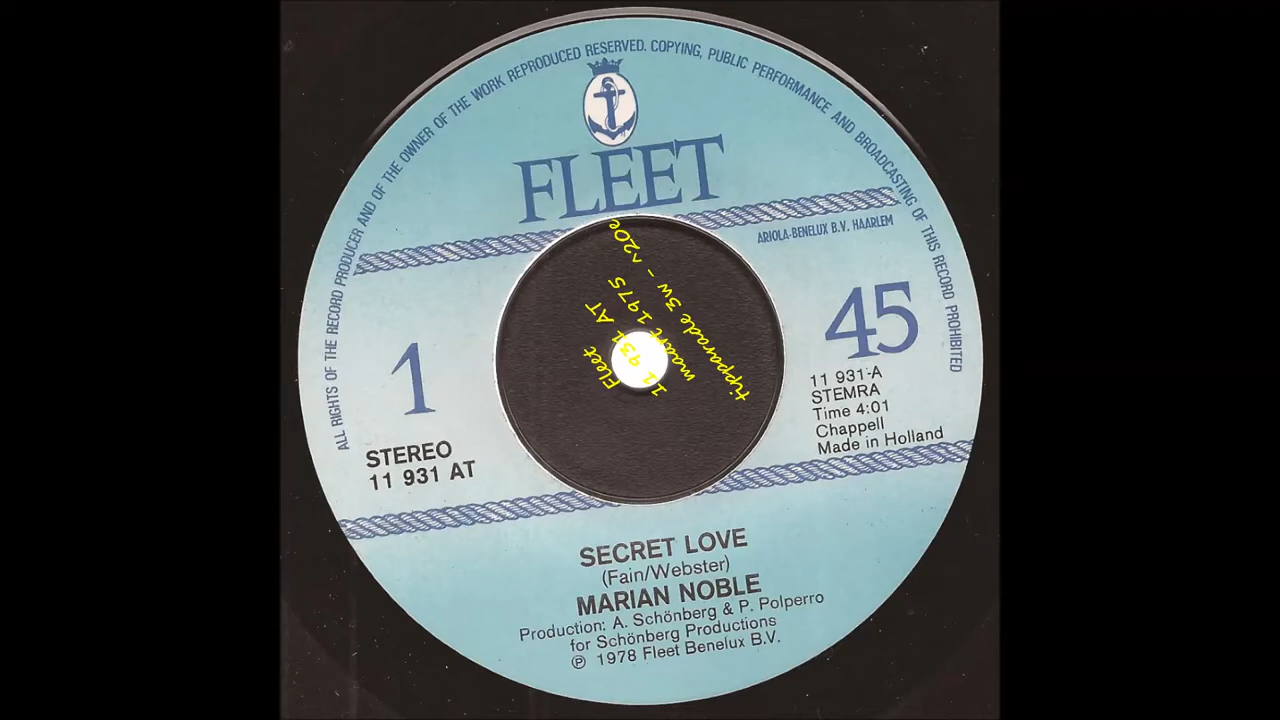 ALL RIGHTS OF THE RECORD PRODUCER AND OF THE OWNER OF THE WORK REPRODUCED RESERVED. COPYING, PUBLIC PERFORMANCE AND BROADCASTING OF THIS RECORD PROHIBITED
FLEET
ARIOLA-BENELUX B.V. HAARLEM
1
45
STEREO
11 931 AT
11 931-A
STEMRA
Time 4:01
Chappell
Made in Holland
Fleet
11 931 AT
maart 1975
tipparade 3w - n20e
SECRET LOVE
(Fain/Webster)
MARIAN NOBLE
Production: A. Schönberg & P. Polperro
for Schönberg Productions
℗ 1978 Fleet Benelux B.V.